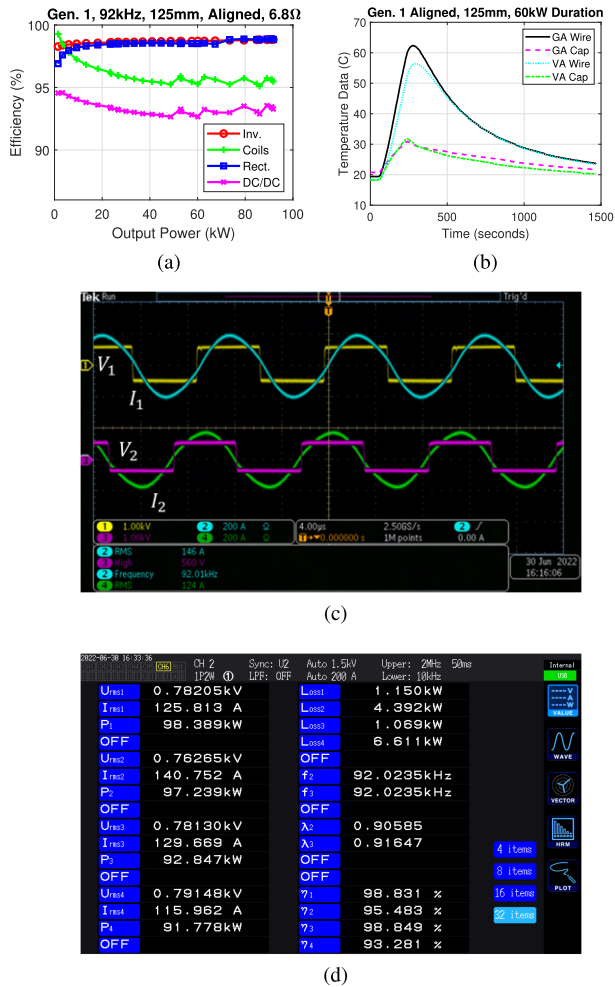 Gen. 1, 92kHz, 125mm, Aligned, 6.8Ω
Efficiency (%)
100
95
90
0
20
40
60
80
100
Output Power (kW)
Inv.
Coils
Rect.
DC/DC
(a)
Gen. 1 Aligned, 125mm, 60kW Duration
Temperature Data (C)
70
60
50
40
30
20
10
0
500
1000
1500
Time (seconds)
GA Wire
GA Cap
VA Wire
VA Cap
(b)
Tek Run
Trig'd
V1
I1
V2
I2
1 1.00kV 2 200 A Ω
3 1.00kV 4 200 A Ω
4.00μs 2.50GS/s 2
0.000000 s 1M points 0.00 A
2 RMS 146 A
3 High 560 V
2 Frequency 92.01kHz
4 RMS 124 A
30 Jun 2022
16:16:06
(c)
2022-06-30 16:33:36
CH6
CH 2 Sync: U2 Auto 1.5kV Upper: 2MHz 50ms
1P2W ① LPF: OFF Auto 200 A Lower: 10kHz
Internal
USB
Urms1 0.78205kV
Irms1 125.813 A
P1 98.389kW
OFF
Urms2 0.76265kV
Irms2 140.752 A
P2 97.239kW
OFF
Urms3 0.78130kV
Irms3 129.669 A
P3 92.847kW
OFF
Urms4 0.79148kV
Irms4 115.962 A
P4 91.778kW
OFF
Loss1 1.150kW
Loss2 4.392kW
Loss3 1.069kW
Loss4 6.611kW
OFF
f2 92.0235kHz
f3 92.0235kHz
OFF
λ2 0.90585
λ3 0.91647
OFF
OFF
η1 98.831 %
η2 95.483 %
η3 98.849 %
η4 93.281 %
4 items
8 items
16 items
32 items
V
A
W
VALUE
WAVE
VECTOR
HRM
PLOT
(d)